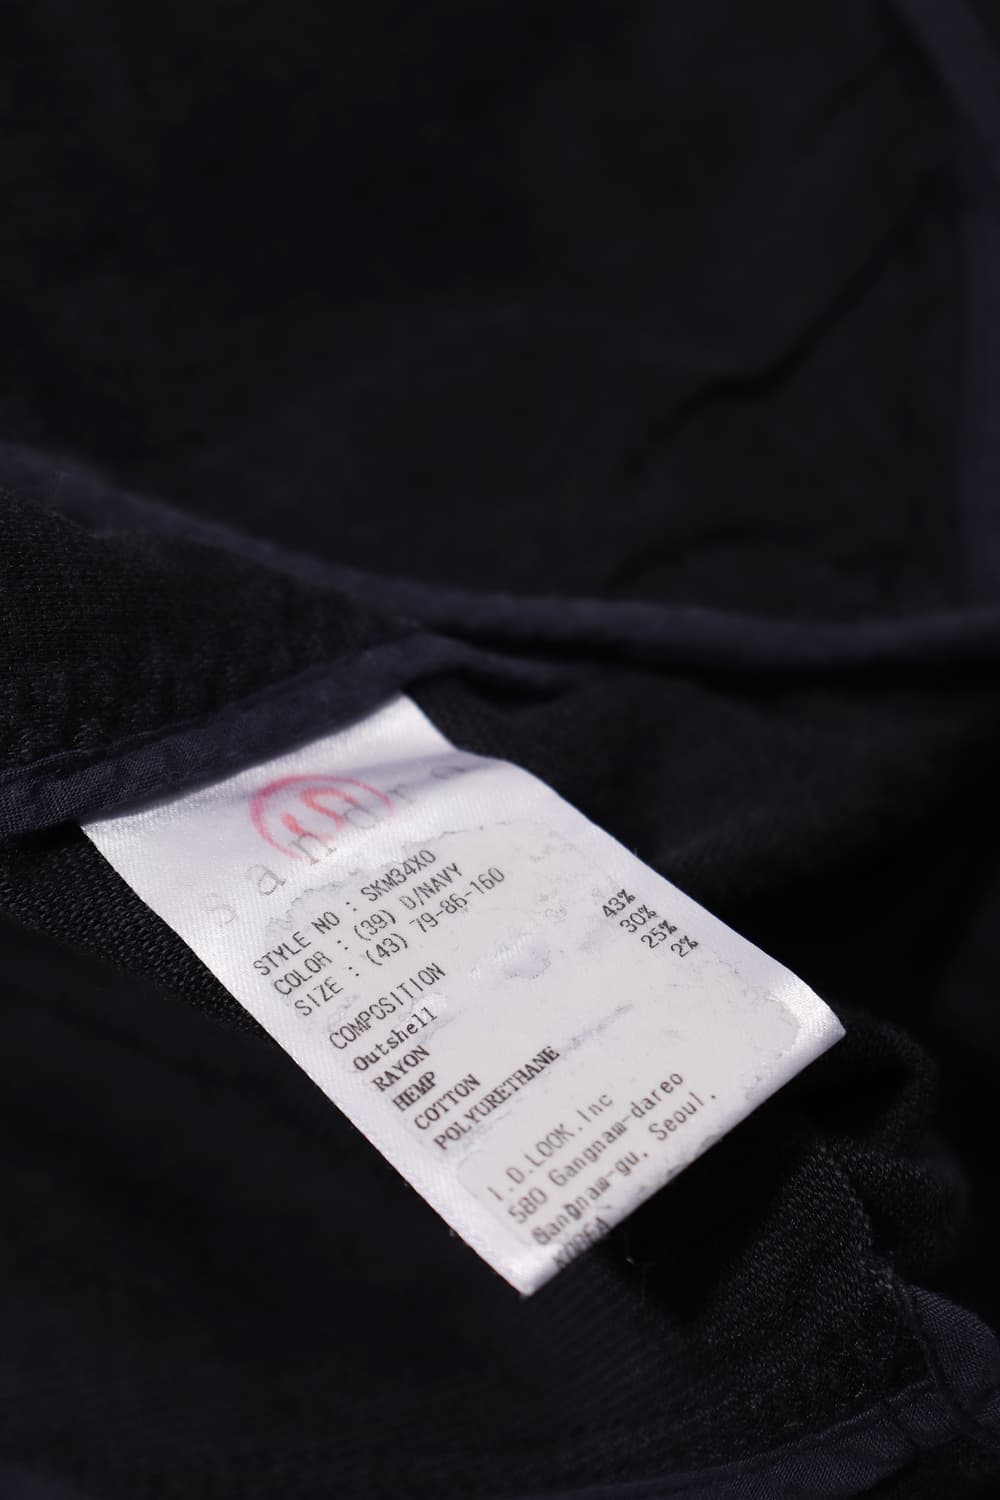 sandro
STYLE NO : SKM34XO
COLOR : (39) D/NAVY
SIZE : (43) 79-86-160
COMPOSITION
Outshell
RAYON 43%
HEMP 30%
COTTON 25%
POLYURETHANE 2%
I.D.LOOK.Inc
580 Gangnam-dareo
Gangnam-gu. Seoul.
KOREA